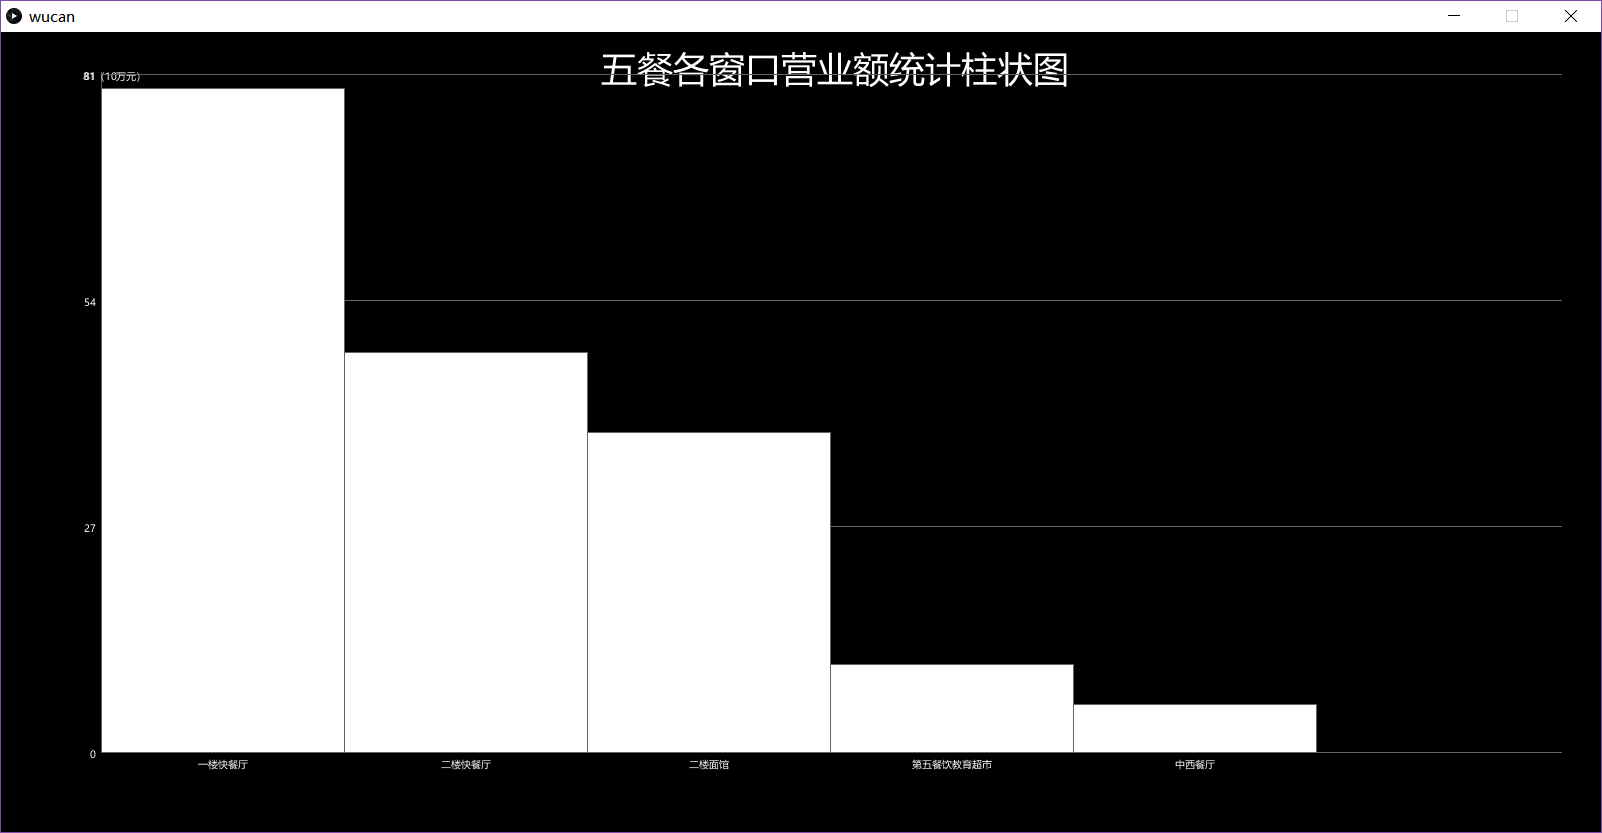 wucan
五餐各窗口营业额统计柱状图
81 (10万元)
54
27
0
一楼快餐厅 二楼快餐厅 二楼面馆 第五餐饮教育超市 中西餐厅